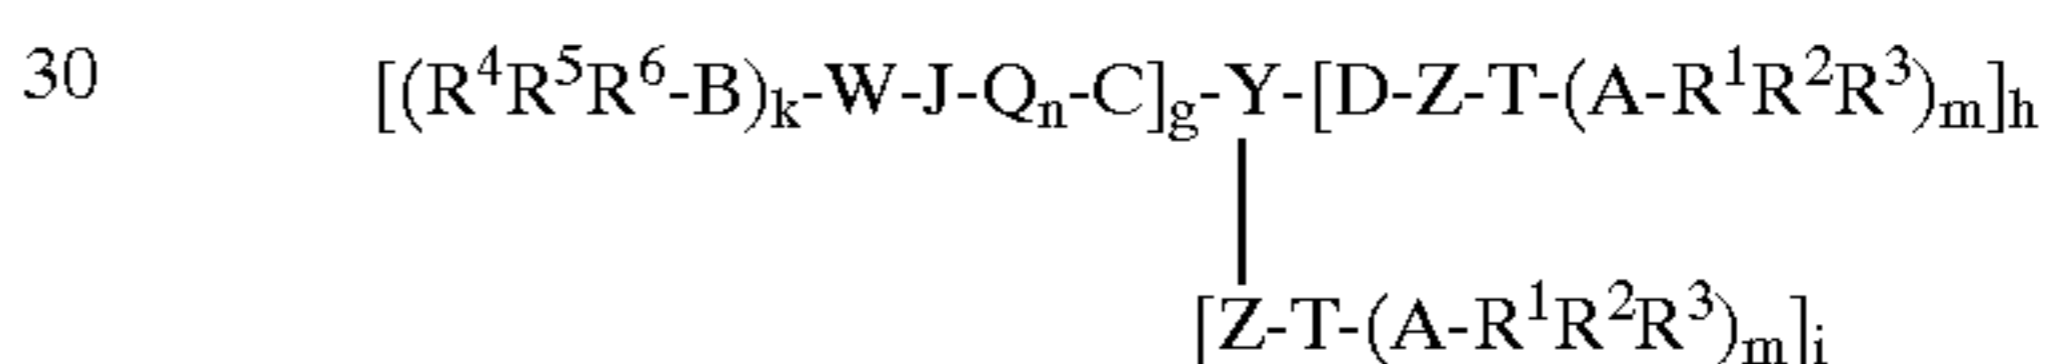 30 [(R⁴R⁵R⁶-B)ₖ-W-J-Qₙ-C]g-Y-[D-Z-T-(A-R¹R²R³)ₘ]ₕ
[Z-T-(A-R¹R²R³)ₘ]ᵢ